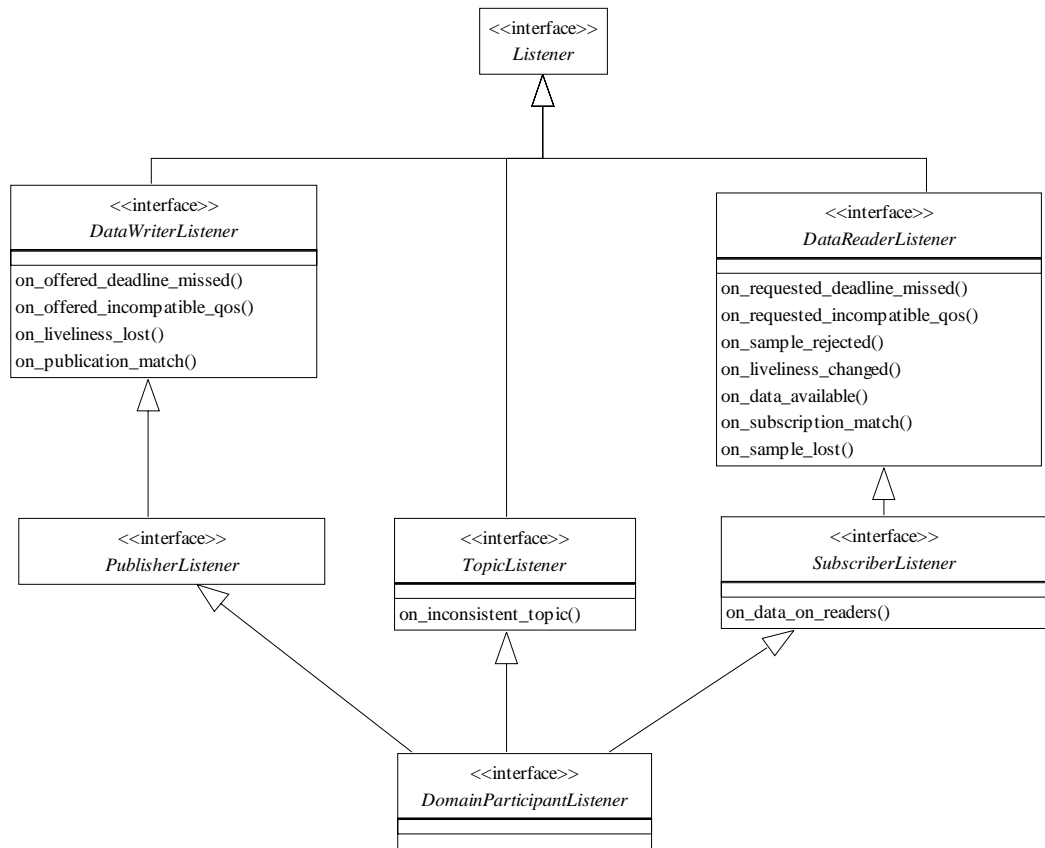 <<interface>>
Listener
<<interface>>
DataWriterListener
on_offered_deadline_missed()
on_offered_incompatible_qos()
on_liveliness_lost()
on_publication_match()
<<interface>>
DataReaderListener
on_requested_deadline_missed()
on_requested_incompatible_qos()
on_sample_rejected()
on_liveliness_changed()
on_data_available()
on_subscription_match()
on_sample_lost()
<<interface>>
PublisherListener
<<interface>>
TopicListener
on_inconsistent_topic()
<<interface>>
SubscriberListener
on_data_on_readers()
<<interface>>
DomainParticipantListener